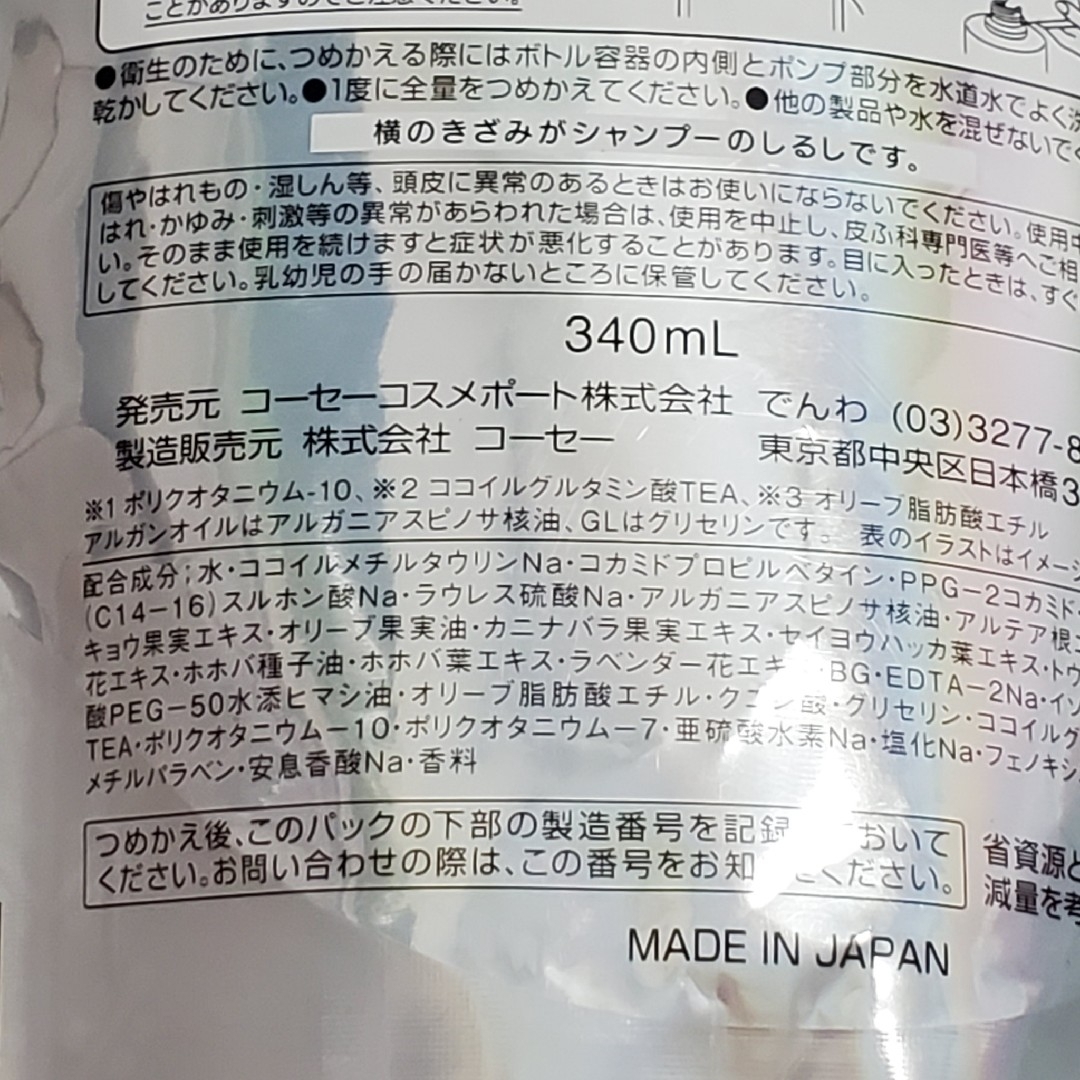 ことがありますのでご注意ください。
●衛生のために、つめかえる際にはボトル容器の内側とポンプ部分を水道水でよく洗
乾かしてください。●1度に全量をつめかえてください。●他の製品や水を混ぜないでく
横のきざみがシャンプーのしるしです。
傷やはれもの・湿しん等、頭皮に異常のあるときはお使いにならないでください。使用中
はれ・かゆみ・刺激等の異常があらわれた場合は、使用を中止し、皮ふ科専門医等へご相
い。そのまま使用を続けますと症状が悪化することがあります。目に入ったときは、すぐ
してください。乳幼児の手の届かないところに保管してください。
340mL
発売元 コーセーコスメポート株式会社 でんわ (03)3277-8
製造販売元 株式会社 コーセー 東京都中央区日本橋3
※1 ポリクオタニウム-10、※2 ココイルグルタミン酸TEA、※3 オリーブ脂肪酸エチル
アルガンオイルはアルガニアスピノサ核油、GLはグリセリンです。 表のイラストはイメージ
配合成分;水・ココイルメチルタウリンNa・コカミドプロピルベタイン・PPG-2コカミド・
(C14-16)スルホン酸Na・ラウレス硫酸Na・アルガニアスピノサ核油・アルテア根エ
キョウ果実エキス・オリーブ果実油・カニナバラ果実エキス・セイヨウハッカ葉エキス・トウ
花エキス・ホホバ種子油・ホホバ葉エキス・ラベンダー花エキス・BG・EDTA-2Na・イソ
酸PEG-50水添ヒマシ油・オリーブ脂肪酸エチル・クエン酸・グリセリン・ココイルグ
TEA・ポリクオタニウム-10・ポリクオタニウム-7・亜硫酸水素Na・塩化Na・フェノキシ
メチルパラベン・安息香酸Na・香料
つめかえ後、このパックの下部の製造番号を記録 おいて
ください。お問い合わせの際は、この番号をお知 ください。
省資源と
減量を考
MADE IN JAPAN